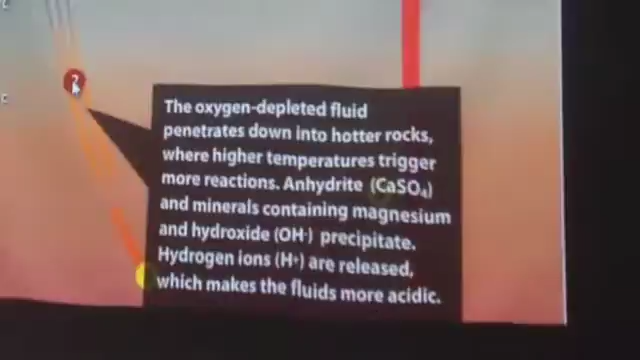 2
The oxygen-depleted fluid
penetrates down into hotter rocks,
where higher temperatures trigger
more reactions. Anhydrite (CaSO₄)
and minerals containing magnesium
and hydroxide (OH-) precipitate.
Hydrogen ions (H+) are released,
which makes the fluids more acidic.